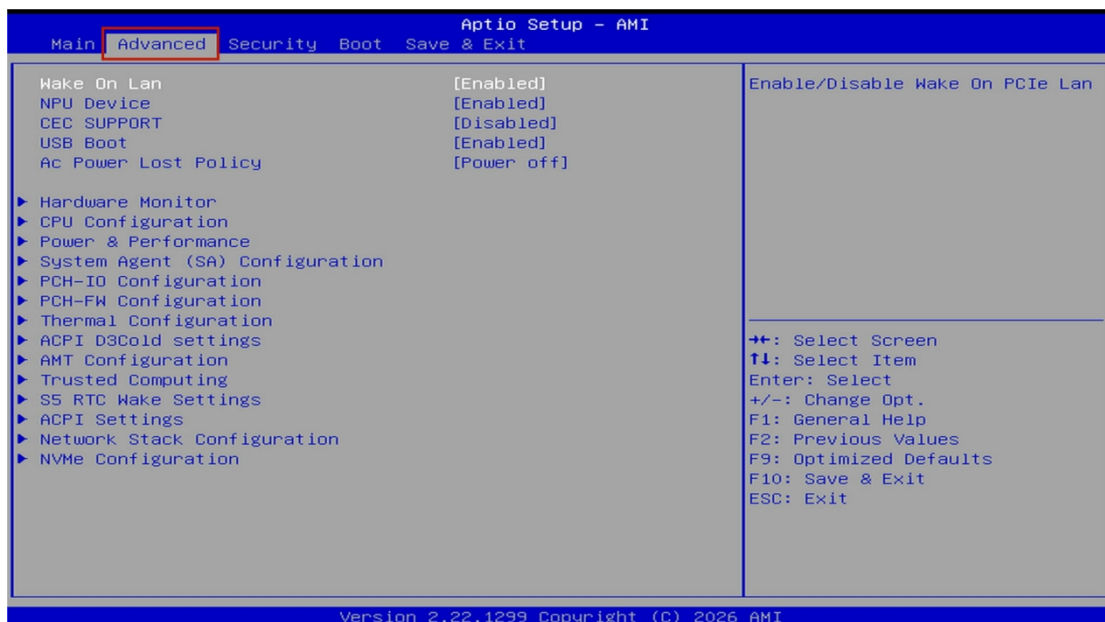 Aptio Setup – AMI
Main Advanced Security Boot Save & Exit
Wake On Lan [Enabled]
NPU Device [Enabled]
CEC SUPPORT [Disabled]
USB Boot [Enabled]
Ac Power Lost Policy [Power off]
Hardware Monitor
CPU Configuration
Power & Performance
System Agent (SA) Configuration
PCH-IO Configuration
PCH-FW Configuration
Thermal Configuration
ACPI D3Cold settings
AMT Configuration
Trusted Computing
S5 RTC Wake Settings
ACPI Settings
Network Stack Configuration
NVMe Configuration
Enable/Disable Wake On PCIe Lan
→←: Select Screen
↑↓: Select Item
Enter: Select
+/-: Change Opt.
F1: General Help
F2: Previous Values
F9: Optimized Defaults
F10: Save & Exit
ESC: Exit
Version 2.22.1299 Copyright (C) 2026 AMI